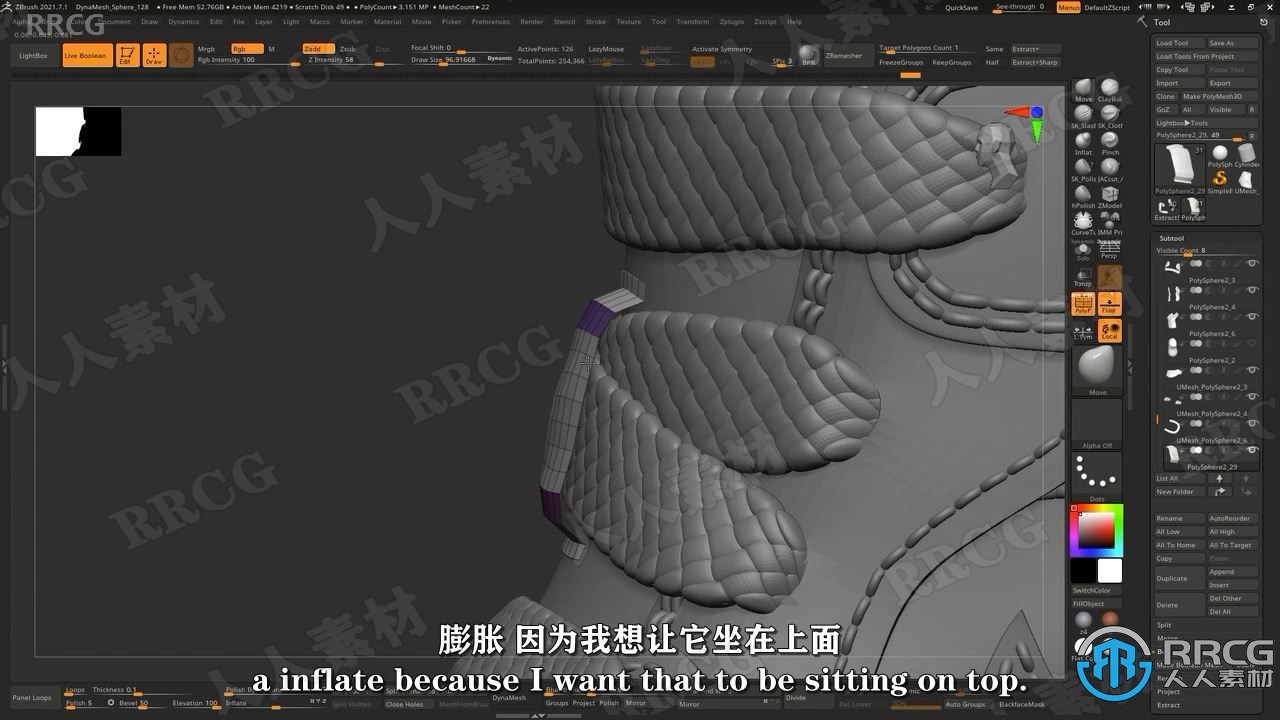 ZBrush 2021.7.1 DynaMesh_Sphere_128 • Free Mem 52.76GB • Active Mem 4219 • Scratch Disk 49 • PolyCount▸3.151 MP • MeshCount▸22
AC QuickSave See-through 0 Menus DefaultZScript
Document Draw Dynamics Edit File Layer Light Macro Marker Material Movie Picker Preferences Render Stencil Stroke Texture Tool Transform Zplugin Zscript Help
RRCG
LightBox Live Boolean Edit Draw
Mrgb Rgb M Zadd Zsub Zcut
Rgb Intensity 100 Z Intensity 58
Focal Shift 0
Draw Size 96.91668 Dynamic
ActivePoints: 126
TotalPoints: 254,366
LazyMouse LazySnap
LazyRadius LazyStep
Activate Symmetry
SPix 3 BPR
ZRemesher
Target Polygons Count 1
FreezeGroups KeepGroups
Same Extract+
Half Extract+Sharp
Tool
Load Tool Save As
Load Tools From Project
Copy Tool Paste Tool
Import Export
Clone Make PolyMesh3D
GoZ All Visible R
Lightbox▸Tools
PolySphere2_29. 49 R
31
PolySph Cylinde
PolySphere2_29 SimpleE UMesh_
Extract: PolySph
Subtool
Visible Count 8
PolySphere2_3
PolySphere2_4
PolySphere2_6
PolySphere2_2
UMesh_PolySphere2_3
UMesh_PolySphere2_4
UMesh_PolySphere2_6
PolySphere2_29
List All
New Folder
Rename AutoReorder
All Low All High
All To Home All To Target
Copy Paste
Duplicate Append
Insert
Delete Del Other
Del All
Split
Project
Extract
Move ClayBui
SK_Slash SK_Cloth
Inflat Pinch
SK_Polis JACcut_
hPolish ZModel
CurveTu IMM Pri
Dynamic
Solo Persp
Transp
PolyF Floor
L.Sym Local
Move
Alpha Off
Dots
SwitchColor
FillObject
RRCG
人人素材
膨胀 因为我想让它坐在上面
a inflate because I want that to be sitting on top.
RRCG
人人素材
Panel Loops
Loops Thickness 0.1
Polish 5 Bevel 50 Elevation 100 Inflate
Split Hidden Close Holes MeshFromBrush
DynaMesh
Groups Project Polish Mirror
Mirror
Divide
Del Lower SDiv
Auto Groups BackfaceMask